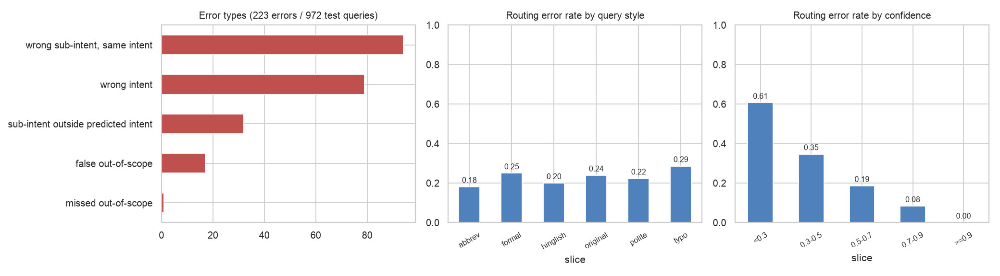 Error types (223 errors / 972 test queries)
wrong sub-intent, same intent
wrong intent
sub-intent outside predicted intent
false out-of-scope
missed out-of-scope
0 20 40 60 80
Routing error rate by query style
1.0
0.8
0.6
0.4
0.2
0.0
0.18 0.25 0.20 0.24 0.22 0.29
abbrev formal hinglish original polite typo
slice
Routing error rate by confidence
1.0
0.8
0.6
0.4
0.2
0.0
0.61 0.35 0.19 0.08 0.00
<0.3 0.3-0.5 0.5-0.7 0.7-0.9 >=0.9
slice